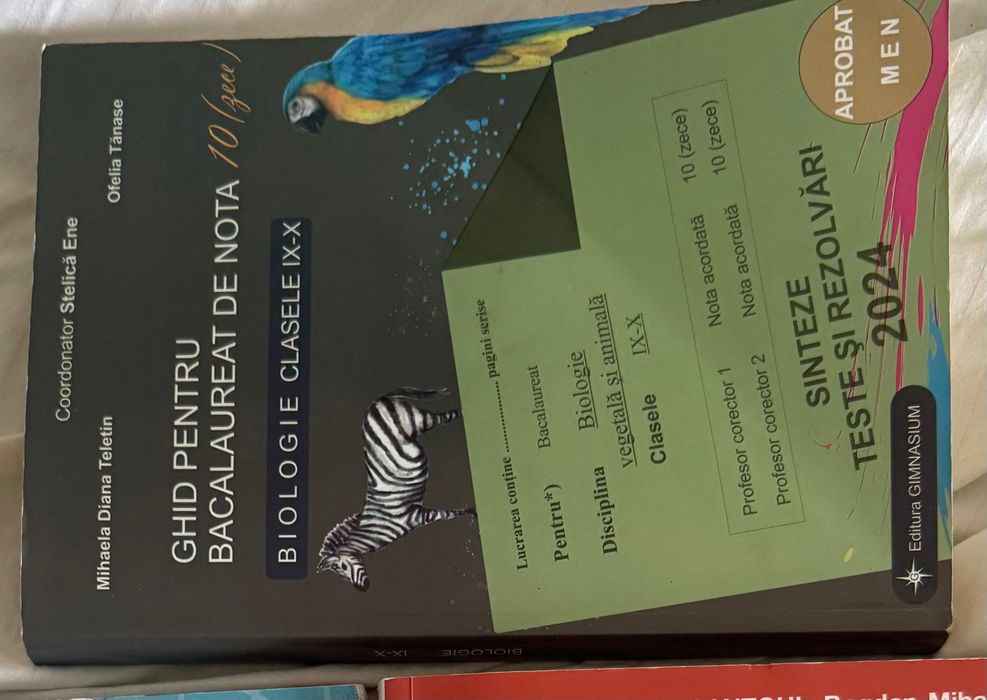 Coordonator Stelică Ene
Mihaela Diana Teletin
Ofelia Tănase
GHID PENTRU
BACALAUREAT DE NOTA 10 (zece)
BIOLOGIE CLASELE IX-X
Lucrarea conține ........................ pagini scrise
Pentru*) Bacalaureat
Disciplina Biologie
vegetală și animală
Clasele IX-X
Profesor corector 1 Nota acordată 10 (zece)
Profesor corector 2 Nota acordată 10 (zece)
SINTEZE
TESTE ȘI REZOLVĂRI
2024
APROBAT
MEN
Editura GIMNASIUM
BIOLOGIE IX-X